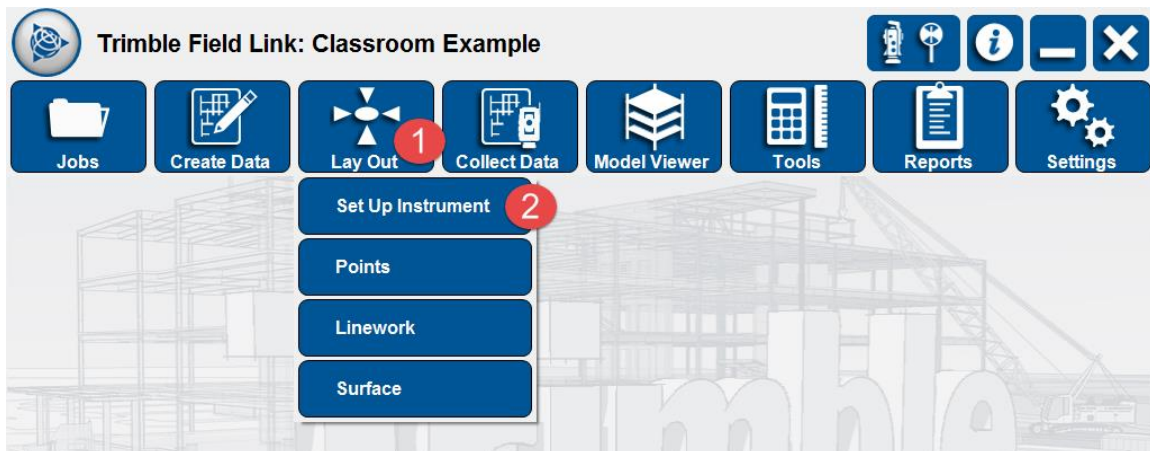 Trimble Field Link: Classroom Example
Jobs
Create Data
Lay Out
1
Collect Data
Model Viewer
Tools
Reports
Settings
Set Up Instrument
2
Points
Linework
Surface
Trimble